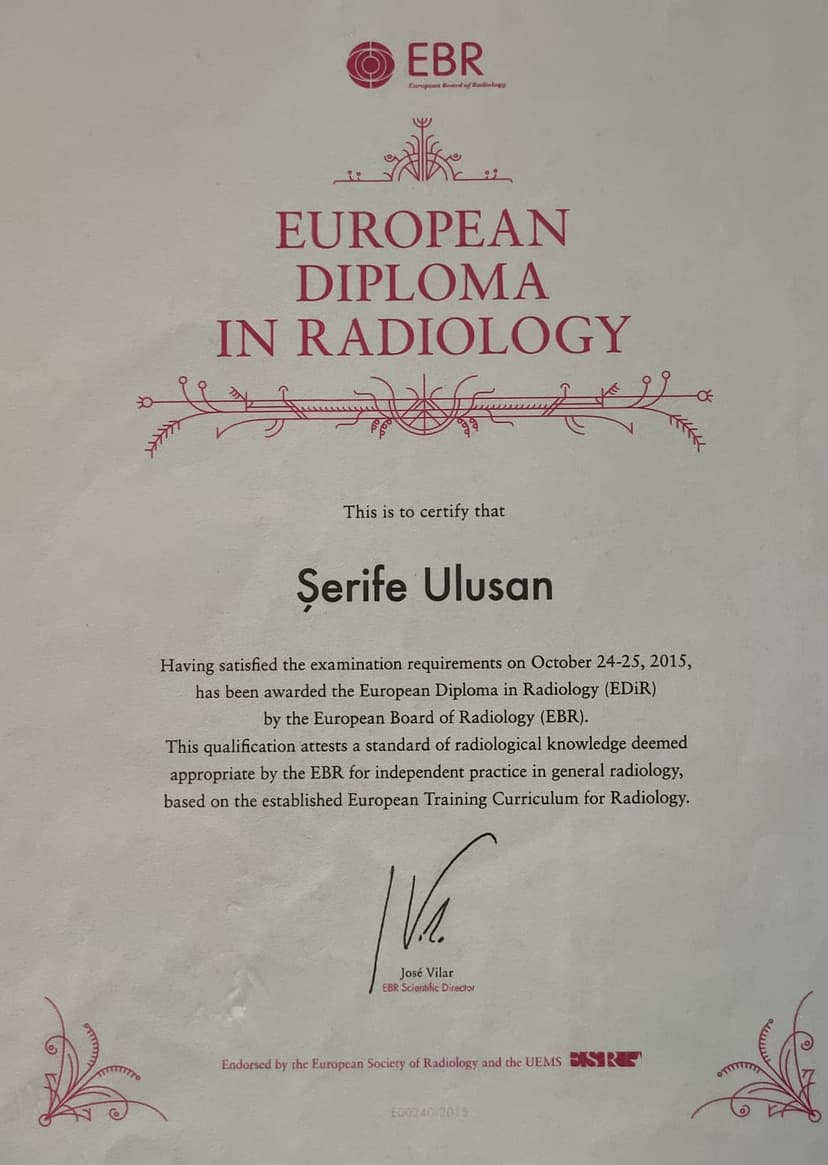 EBR
European Board of Radiology
EUROPEAN
DIPLOMA
IN RADIOLOGY
This is to certify that
Şerife Ulusan
Having satisfied the examination requirements on October 24-25, 2015,
has been awarded the European Diploma in Radiology (EDiR)
by the European Board of Radiology (EBR).
This qualification attests a standard of radiological knowledge deemed
appropriate by the EBR for independent practice in general radiology,
based on the established European Training Curriculum for Radiology.
José Vilar
EBR Scientific Director
Endorsed by the European Society of Radiology and the UEMS